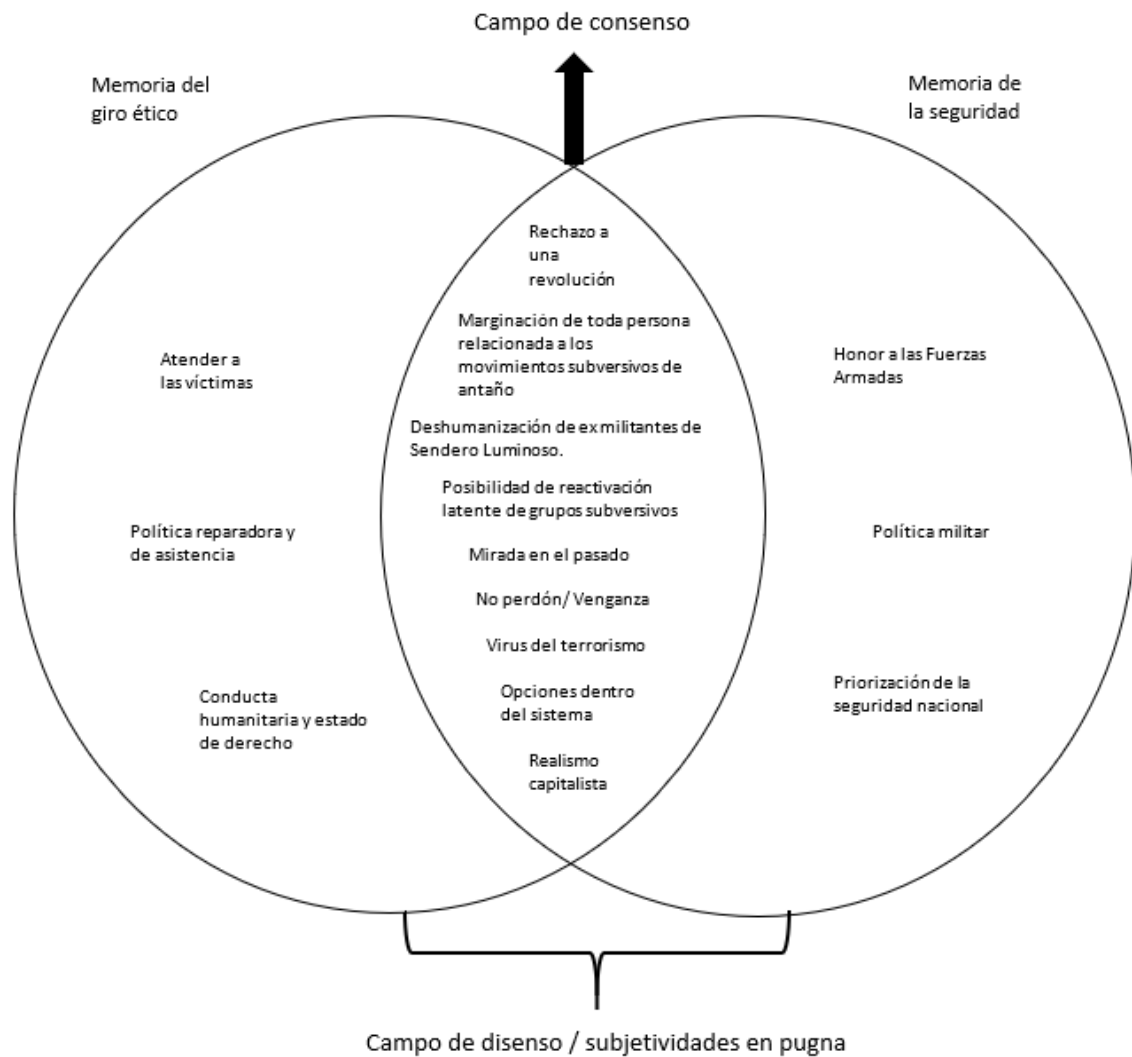 Campo de consenso
Memoria del
giro ético
Memoria de
la seguridad
Rechazo a
una
revolución
Marginación de toda persona
relacionada a los
movimientos subversivos de
antaño
Atender a
las víctimas
Honor a las Fuerzas
Armadas
Deshumanización de ex militantes de
Sendero Luminoso.
Posibilidad de reactivación
latente de grupos subversivos
Política reparadora y
de asistencia
Mirada en el pasado
Política militar
No perdón/ Venganza
Virus del terrorismo
Conducta
humanitaria y estado
de derecho
Opciones dentro
del sistema
Priorización de la
seguridad nacional
Realismo
capitalista
Campo de disenso / subjetividades en pugna